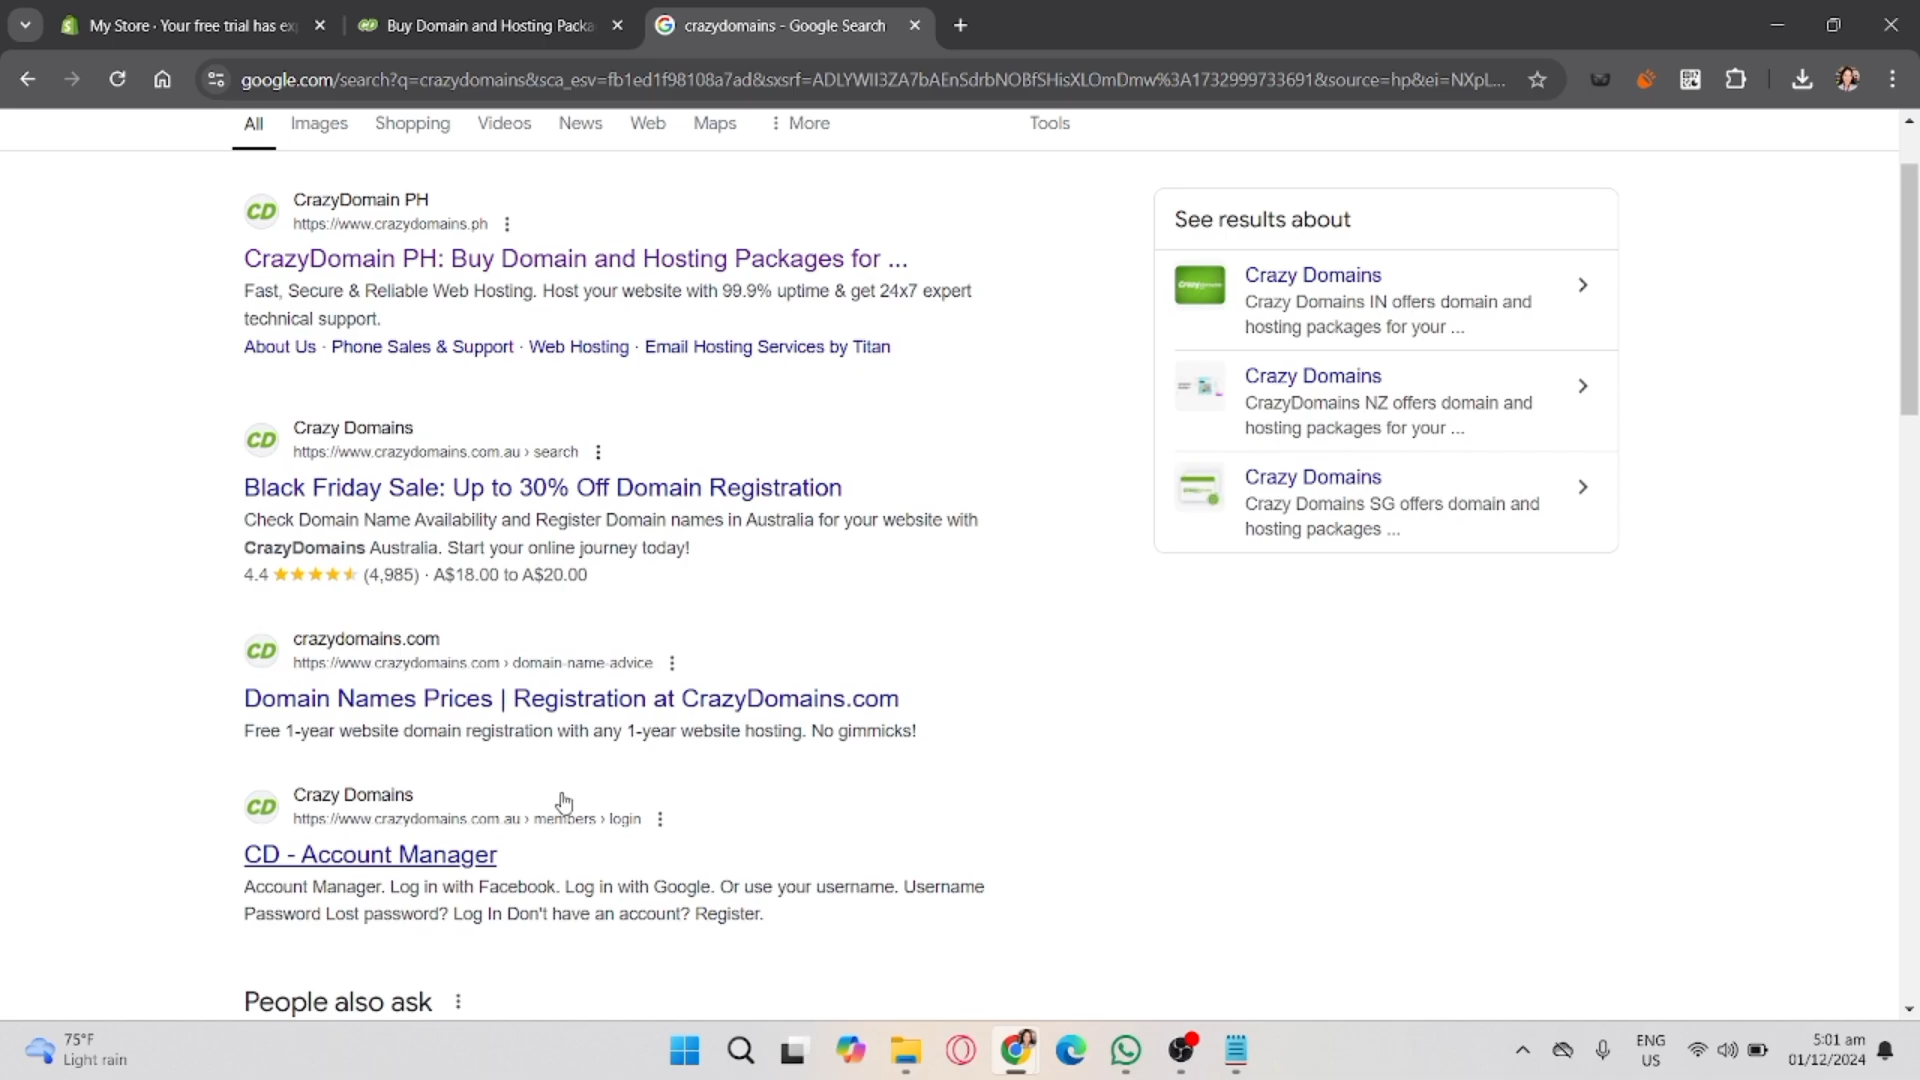 My Store · Your free trial has ex
Buy Domain and Hosting Packa
crazydomains - Google Search
google.com/search?q=crazydomains&sca_esv=fb1ed1f98108a7ad&sxsrf=ADLYWII3ZA7bAEnSdrbNOBfSHisXLOmDmw%3A1732999733691&source=hp&ei=NXpL...
All Images Shopping Videos News Web Maps More Tools
CD
CrazyDomain PH
https://www.crazydomains.ph
CrazyDomain PH: Buy Domain and Hosting Packages for ...
Fast, Secure & Reliable Web Hosting. Host your website with 99.9% uptime & get 24x7 expert
technical support.
About Us · Phone Sales & Support · Web Hosting · Email Hosting Services by Titan
CD
Crazy Domains
https://www.crazydomains.com.au › search
Black Friday Sale: Up to 30% Off Domain Registration
Check Domain Name Availability and Register Domain names in Australia for your website with
CrazyDomains Australia. Start your online journey today!
4.4 (4,985) · A$18.00 to A$20.00
CD
crazydomains.com
https://www.crazydomains.com › domain-name-advice
Domain Names Prices | Registration at CrazyDomains.com
Free 1-year website domain registration with any 1-year website hosting. No gimmicks!
CD
Crazy Domains
https://www.crazydomains.com.au › members › login
CD - Account Manager
Account Manager. Log in with Facebook. Log in with Google. Or use your username. Username
Password Lost password? Log In Don't have an account? Register.
People also ask
See results about
Crazy Domains
Crazy Domains IN offers domain and
hosting packages for your ...
Crazy Domains
CrazyDomains NZ offers domain and
hosting packages for your ...
Crazy Domains
Crazy Domains SG offers domain and
hosting packages ...
75°F
Light rain
ENG
US
5:01 am
01/12/2024